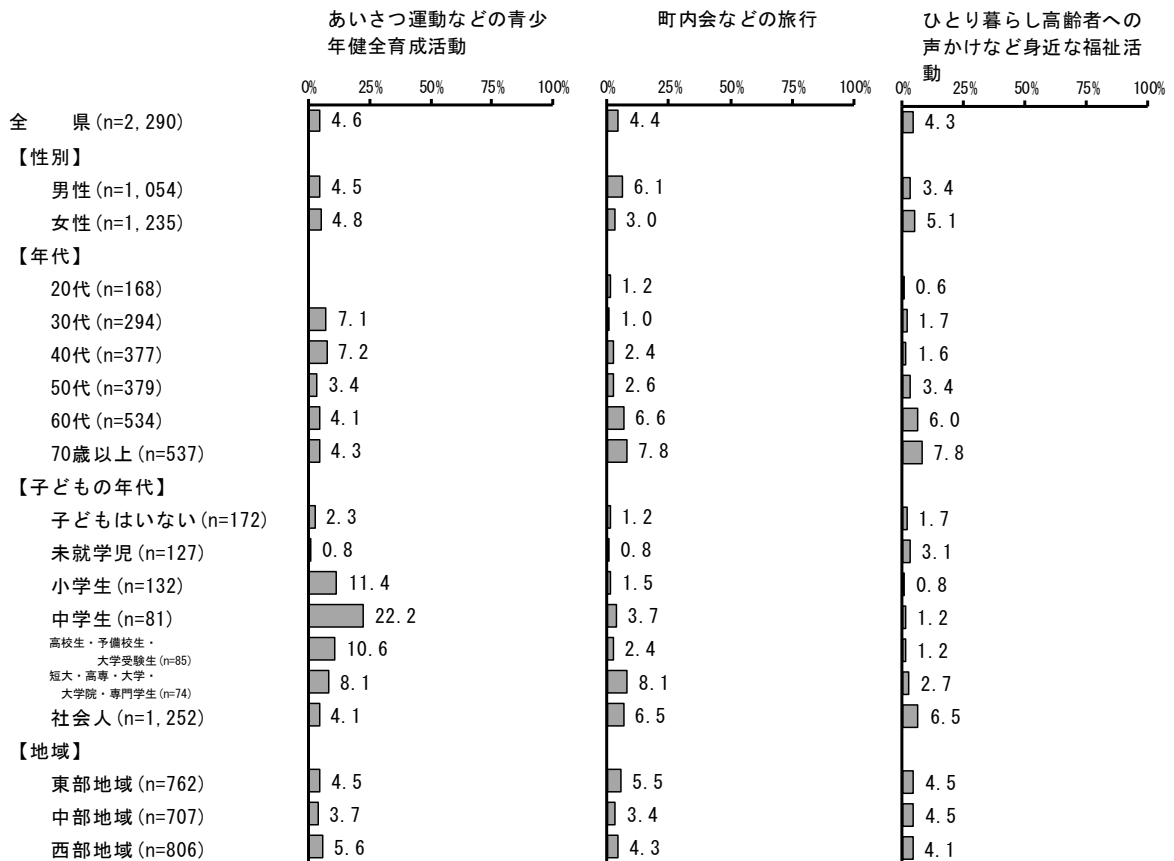 あいさつ運動などの青少
年健全育成活動
町内会などの旅行
ひとり暮らし高齢者への
声かけなど身近な福祉活
動
0% 25% 50% 75% 100% 0% 25% 50% 75% 100% 0% 25% 50% 75% 100%
全 県(n=2,290) 4.6 4.4 4.3
【性別】
男性(n=1,054) 4.5 6.1 3.4
女性(n=1,235) 4.8 3.0 5.1
【年代】
20代(n=168) 1.2 0.6
30代(n=294) 7.1 1.0 1.7
40代(n=377) 7.2 2.4 1.6
50代(n=379) 3.4 2.6 3.4
60代(n=534) 4.1 6.6 6.0
70歳以上(n=537) 4.3 7.8 7.8
【子どもの年代】
子どもはいない(n=172) 2.3 1.2 1.7
未就学児(n=127) 0.8 0.8 3.1
小学生(n=132) 11.4 1.5 0.8
中学生(n=81) 22.2 3.7 1.2
高校生・予備校生・
大学受験生(n=85) 10.6 2.4 1.2
短大・高専・大学・
大学院・専門学生(n=74) 8.1 8.1 2.7
社会人(n=1,252) 4.1 6.5 6.5
【地域】
東部地域(n=762) 4.5 5.5 4.5
中部地域(n=707) 3.7 3.4 4.5
西部地域(n=806) 5.6 4.3 4.1